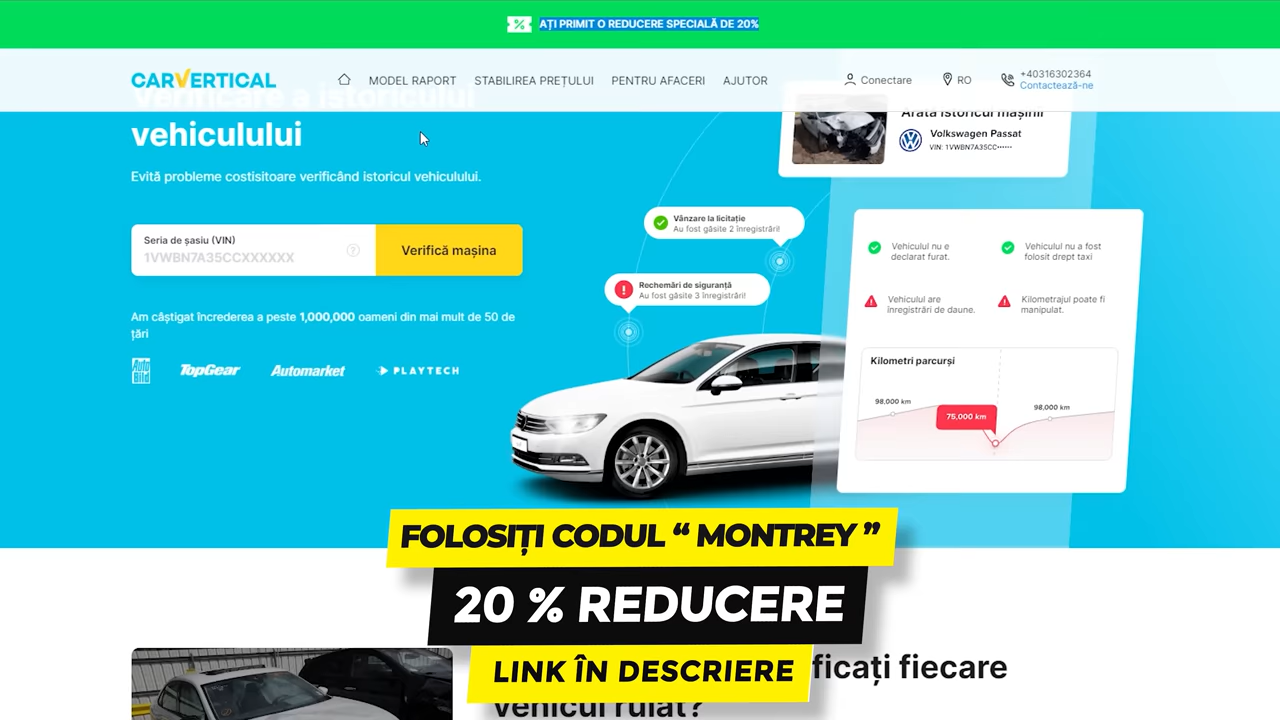 AȚI PRIMIT O REDUCERE SPECIALĂ DE 20%
CARVERTICAL
MODEL RAPORT
STABILIREA PREȚULUI
PENTRU AFACERI
AJUTOR
Conectare
RO
+40316302364
Contactează-ne
Verificare a istoricului
vehiculului
Evită probleme costisitoare verificând istoricul vehiculului.
Seria de șasiu (VIN)
1VWBN7A35CCXXXXXX
Verifică mașina
Am câștigat încrederea a peste 1,000,000 oameni din mai mult de 50 de
țări
Auto Bild
TopGear
Automarket
PLAYTECH
Arată istoricul mașinii
Volkswagen Passat
VIN: 1VWBN7A35CC••••••
Vânzare la licitație
Au fost găsite 2 înregistrări!
Rechemări de siguranță
Au fost găsite 3 înregistrări!
Vehiculul nu e
declarat furat.
Vehiculul nu a fost
folosit drept taxi
Vehiculul are
înregistrări de daune.
Kilometrajul poate fi
manipulat.
Kilometri parcurși
98,000 km
75,000 km
98,000 km
FOLOSIȚI CODUL “ MONTREY ”
20 % REDUCERE
LINK ÎN DESCRIERE
ficați fiecare
vehicul rulat?